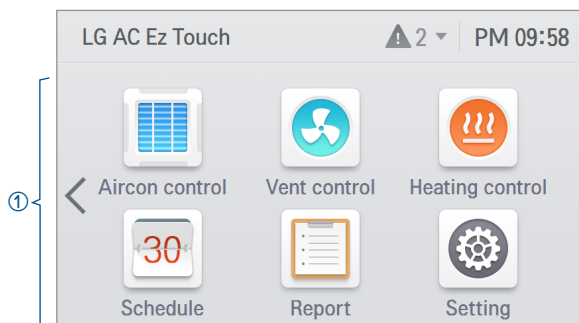 LG AC Ez Touch 2 PM 09:58
①
Aircon control Vent control Heating control
30
Schedule Report Setting